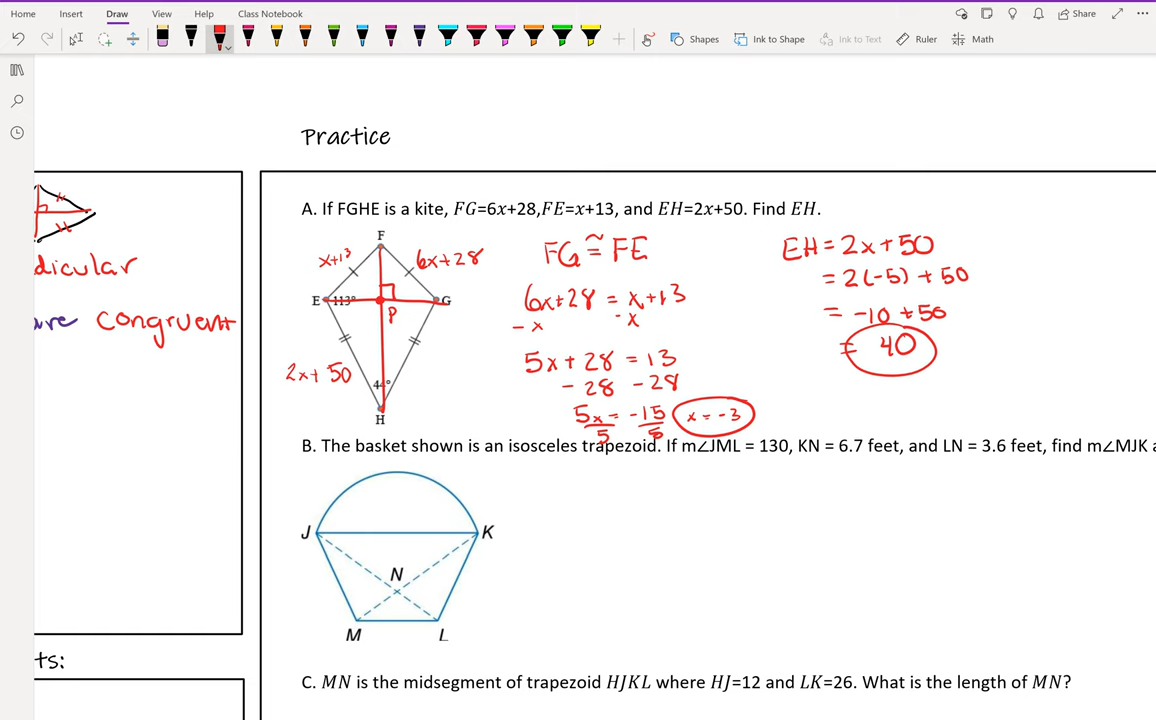 Home Insert Draw View Help Class Notebook Share
Shapes Ink to Shape Ink to Text Ruler Math
Practice
dicular
are congruent
ts:
A. If FGHE is a kite, FG=6x+28,FE=x+13, and EH=2x+50. Find EH.
F
x+13 6x+28
E 113° G
P
2x+50
44°
H
FG ≅ FE
6x+28 = x+13
-x -x
5x+28 = 13
-28 -28
5x = -15 x=-3
5 5
EH = 2x+50
= 2(-5)+50
= -10+50
= 40
B. The basket shown is an isosceles trapezoid. If m∠JML = 130, KN = 6.7 feet, and LN = 3.6 feet, find m∠MJK a
J K
N
M L
C. MN is the midsegment of trapezoid HJKL where HJ=12 and LK=26. What is the length of MN?